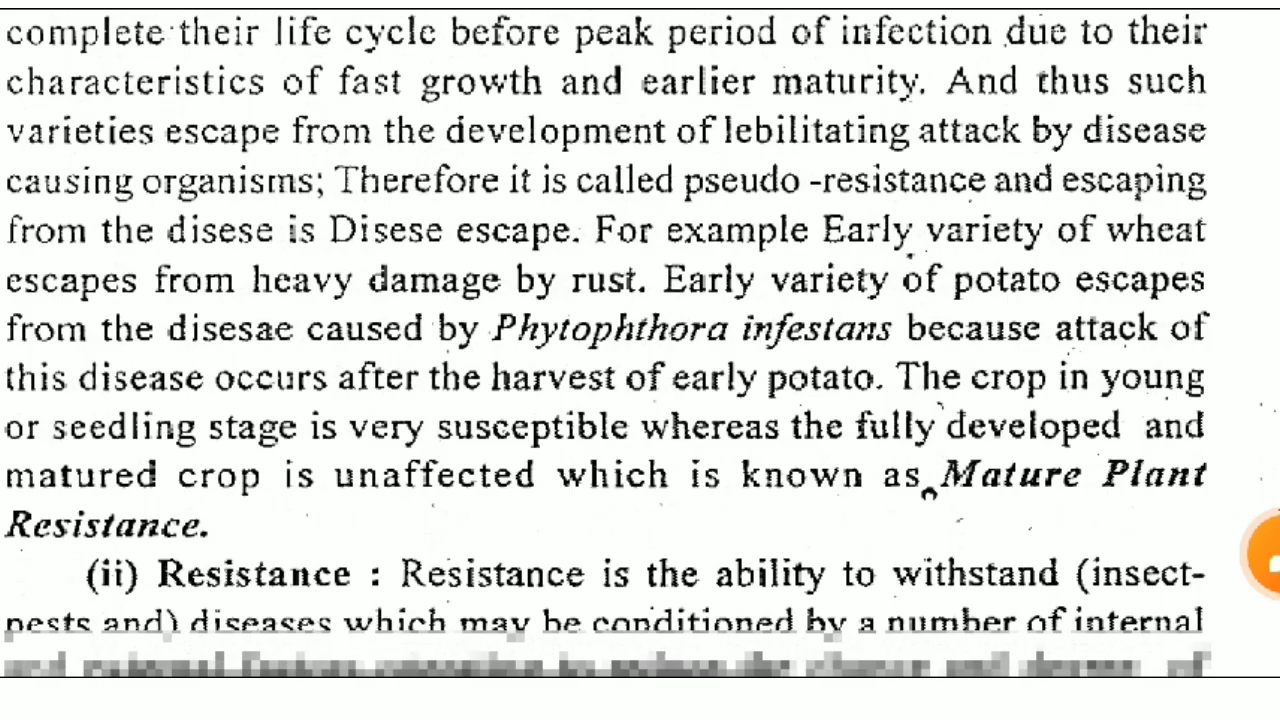 complete their life cycle before peak period of infection due to their
characteristics of fast growth and earlier maturity. And thus such
varieties escape from the development of lebilitating attack by disease
causing organisms; Therefore it is called pseudo -resistance and escaping
from the disese is Disese escape. For example Early variety of wheat
escapes from heavy damage by rust. Early variety of potato escapes
from the disesae caused by Phytophthora infestans because attack of
this disease occurs after the harvest of early potato. The crop in young
or seedling stage is very susceptible whereas the fully developed and
matured crop is unaffected which is known as Mature Plant
Resistance.
(ii) Resistance : Resistance is the ability to withstand (insect-
pests and) diseases which may be conditioned by a number of internal